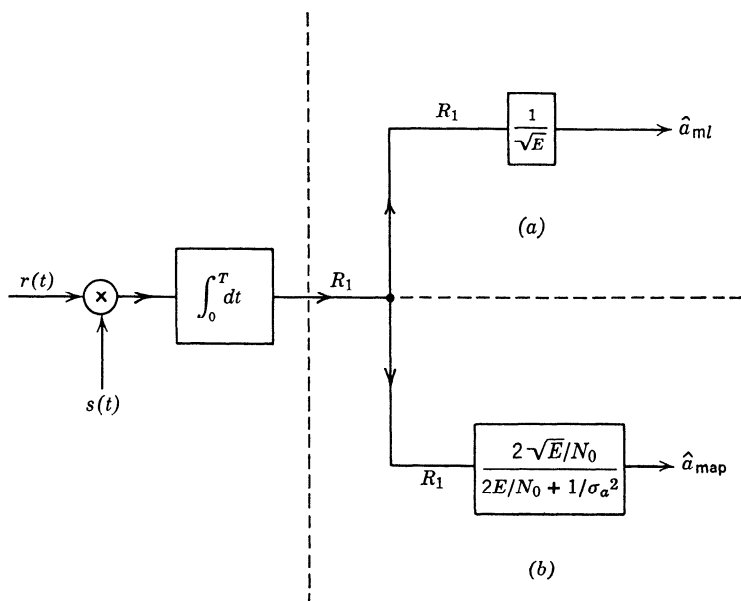 r(t)
×
s(t)
∫₀ᵀ dt
R₁
R₁
1/√E
â_ml
(a)
R₁
2√E/N₀
2E/N₀ + 1/σₐ²
â_map
(b)